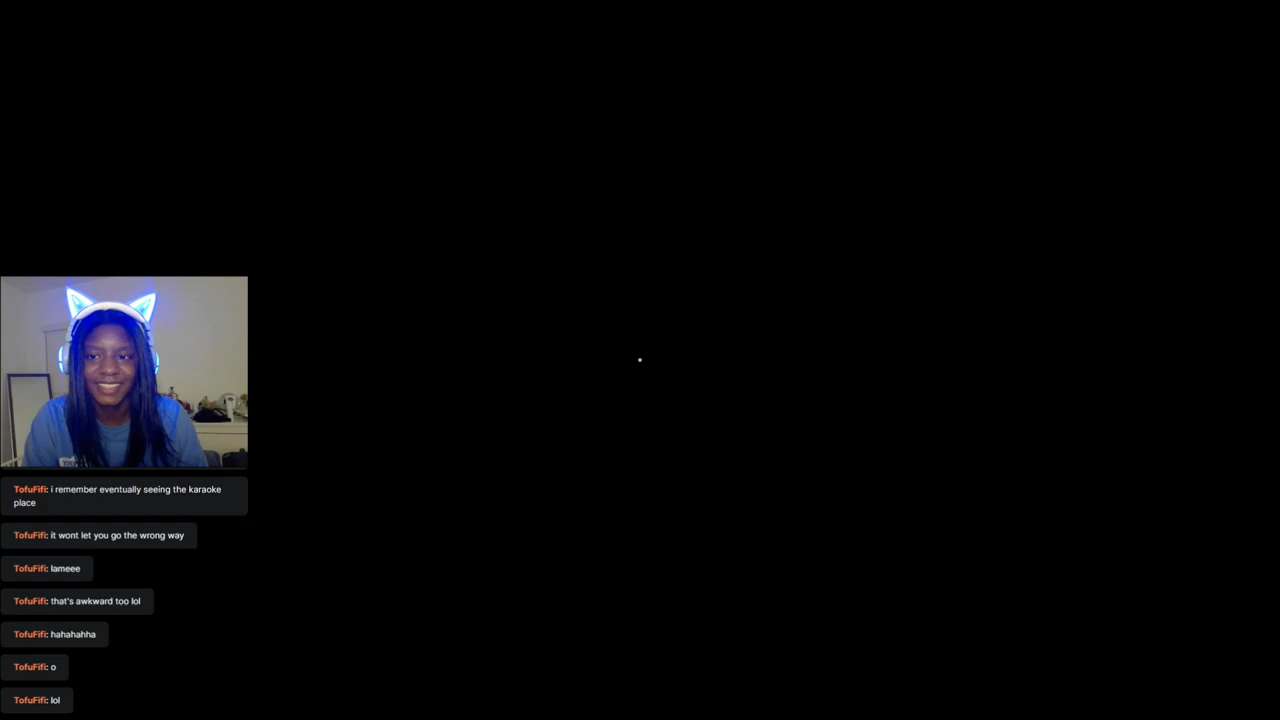 TofuFifi: i remember eventually seeing the karaoke
place
TofuFifi: it wont let you go the wrong way
TofuFifi: lameee
TofuFifi: that's awkward too lol
TofuFifi: hahahahha
TofuFifi: o
TofuFifi: lol